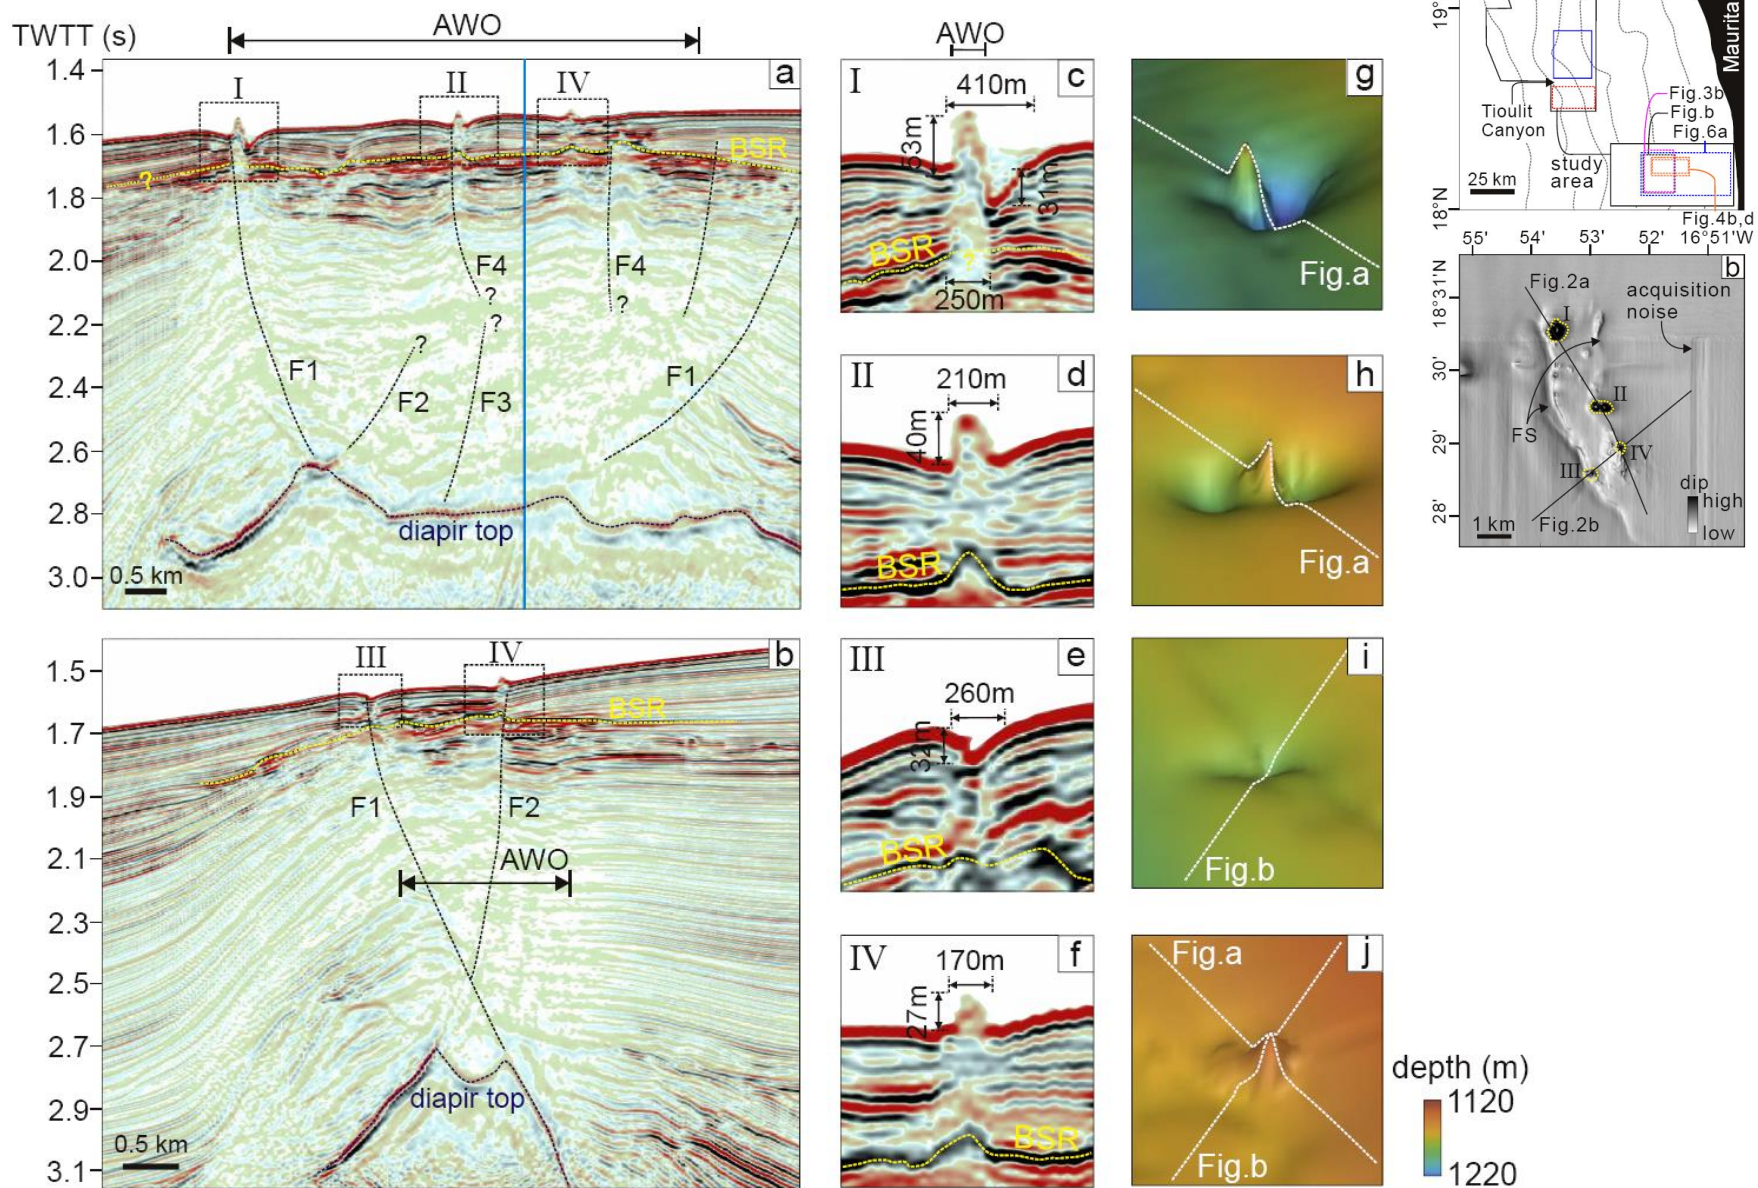 TWTT (s)
AWO
a
I
II
IV
1.4
1.6
1.8
2.0
2.2
2.4
2.6
2.8
3.0
BSR
?
F4
?
F4
?
?
?
F1
F2
F3
F1
diapir top
0.5 km
b
III
IV
1.5
1.7
1.9
2.1
2.3
2.5
2.7
2.9
3.1
BSR
F1
F2
AWO
diapir top
0.5 km
AWO
I
c
410m
53m
31m
BSR
?
250m
II
d
210m
40m
BSR
III
e
260m
32m
BSR
IV
f
170m
27m
BSR
g
Fig.a
h
Fig.a
i
Fig.b
j
Fig.a
Fig.b
depth (m)
1120
1220
19°
Maurita
Tioulit
Canyon
Fig.3b
Fig.b
Fig.6a
study
area
25 km
18°N
Fig.4b,d
55'
54'
53'
52'
16°51'W
18°31'N
30'
29'
28'
b
Fig.2a
acquisition
noise
I
II
FS
IV
III
Fig.2b
dip
high
low
1 km